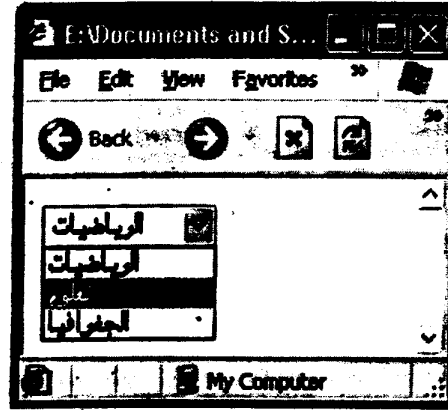 E:\Documents and S...
File Edit View Favorites »
Back »
الرياضيات
الرياضيات
علوم
الجغرافيا
My Computer